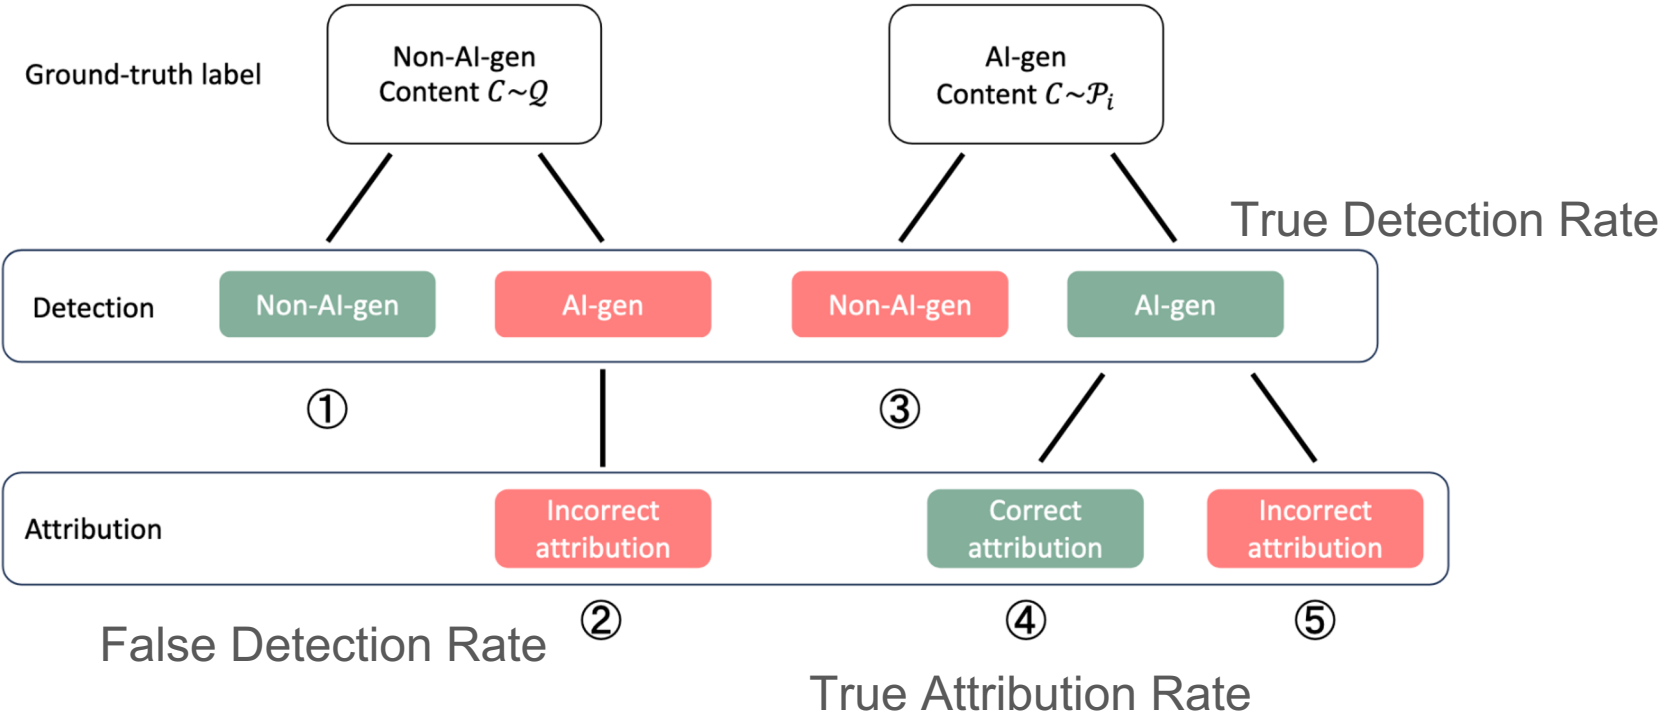 Non-AI-gen
Content C~𝒬
AI-gen
Content C~𝒫ᵢ
Ground-truth label
True Detection Rate
Detection
Non-AI-gen
AI-gen
Non-AI-gen
AI-gen
①
③
Attribution
Incorrect
attribution
Correct
attribution
Incorrect
attribution
②
④
⑤
False Detection Rate
True Attribution Rate